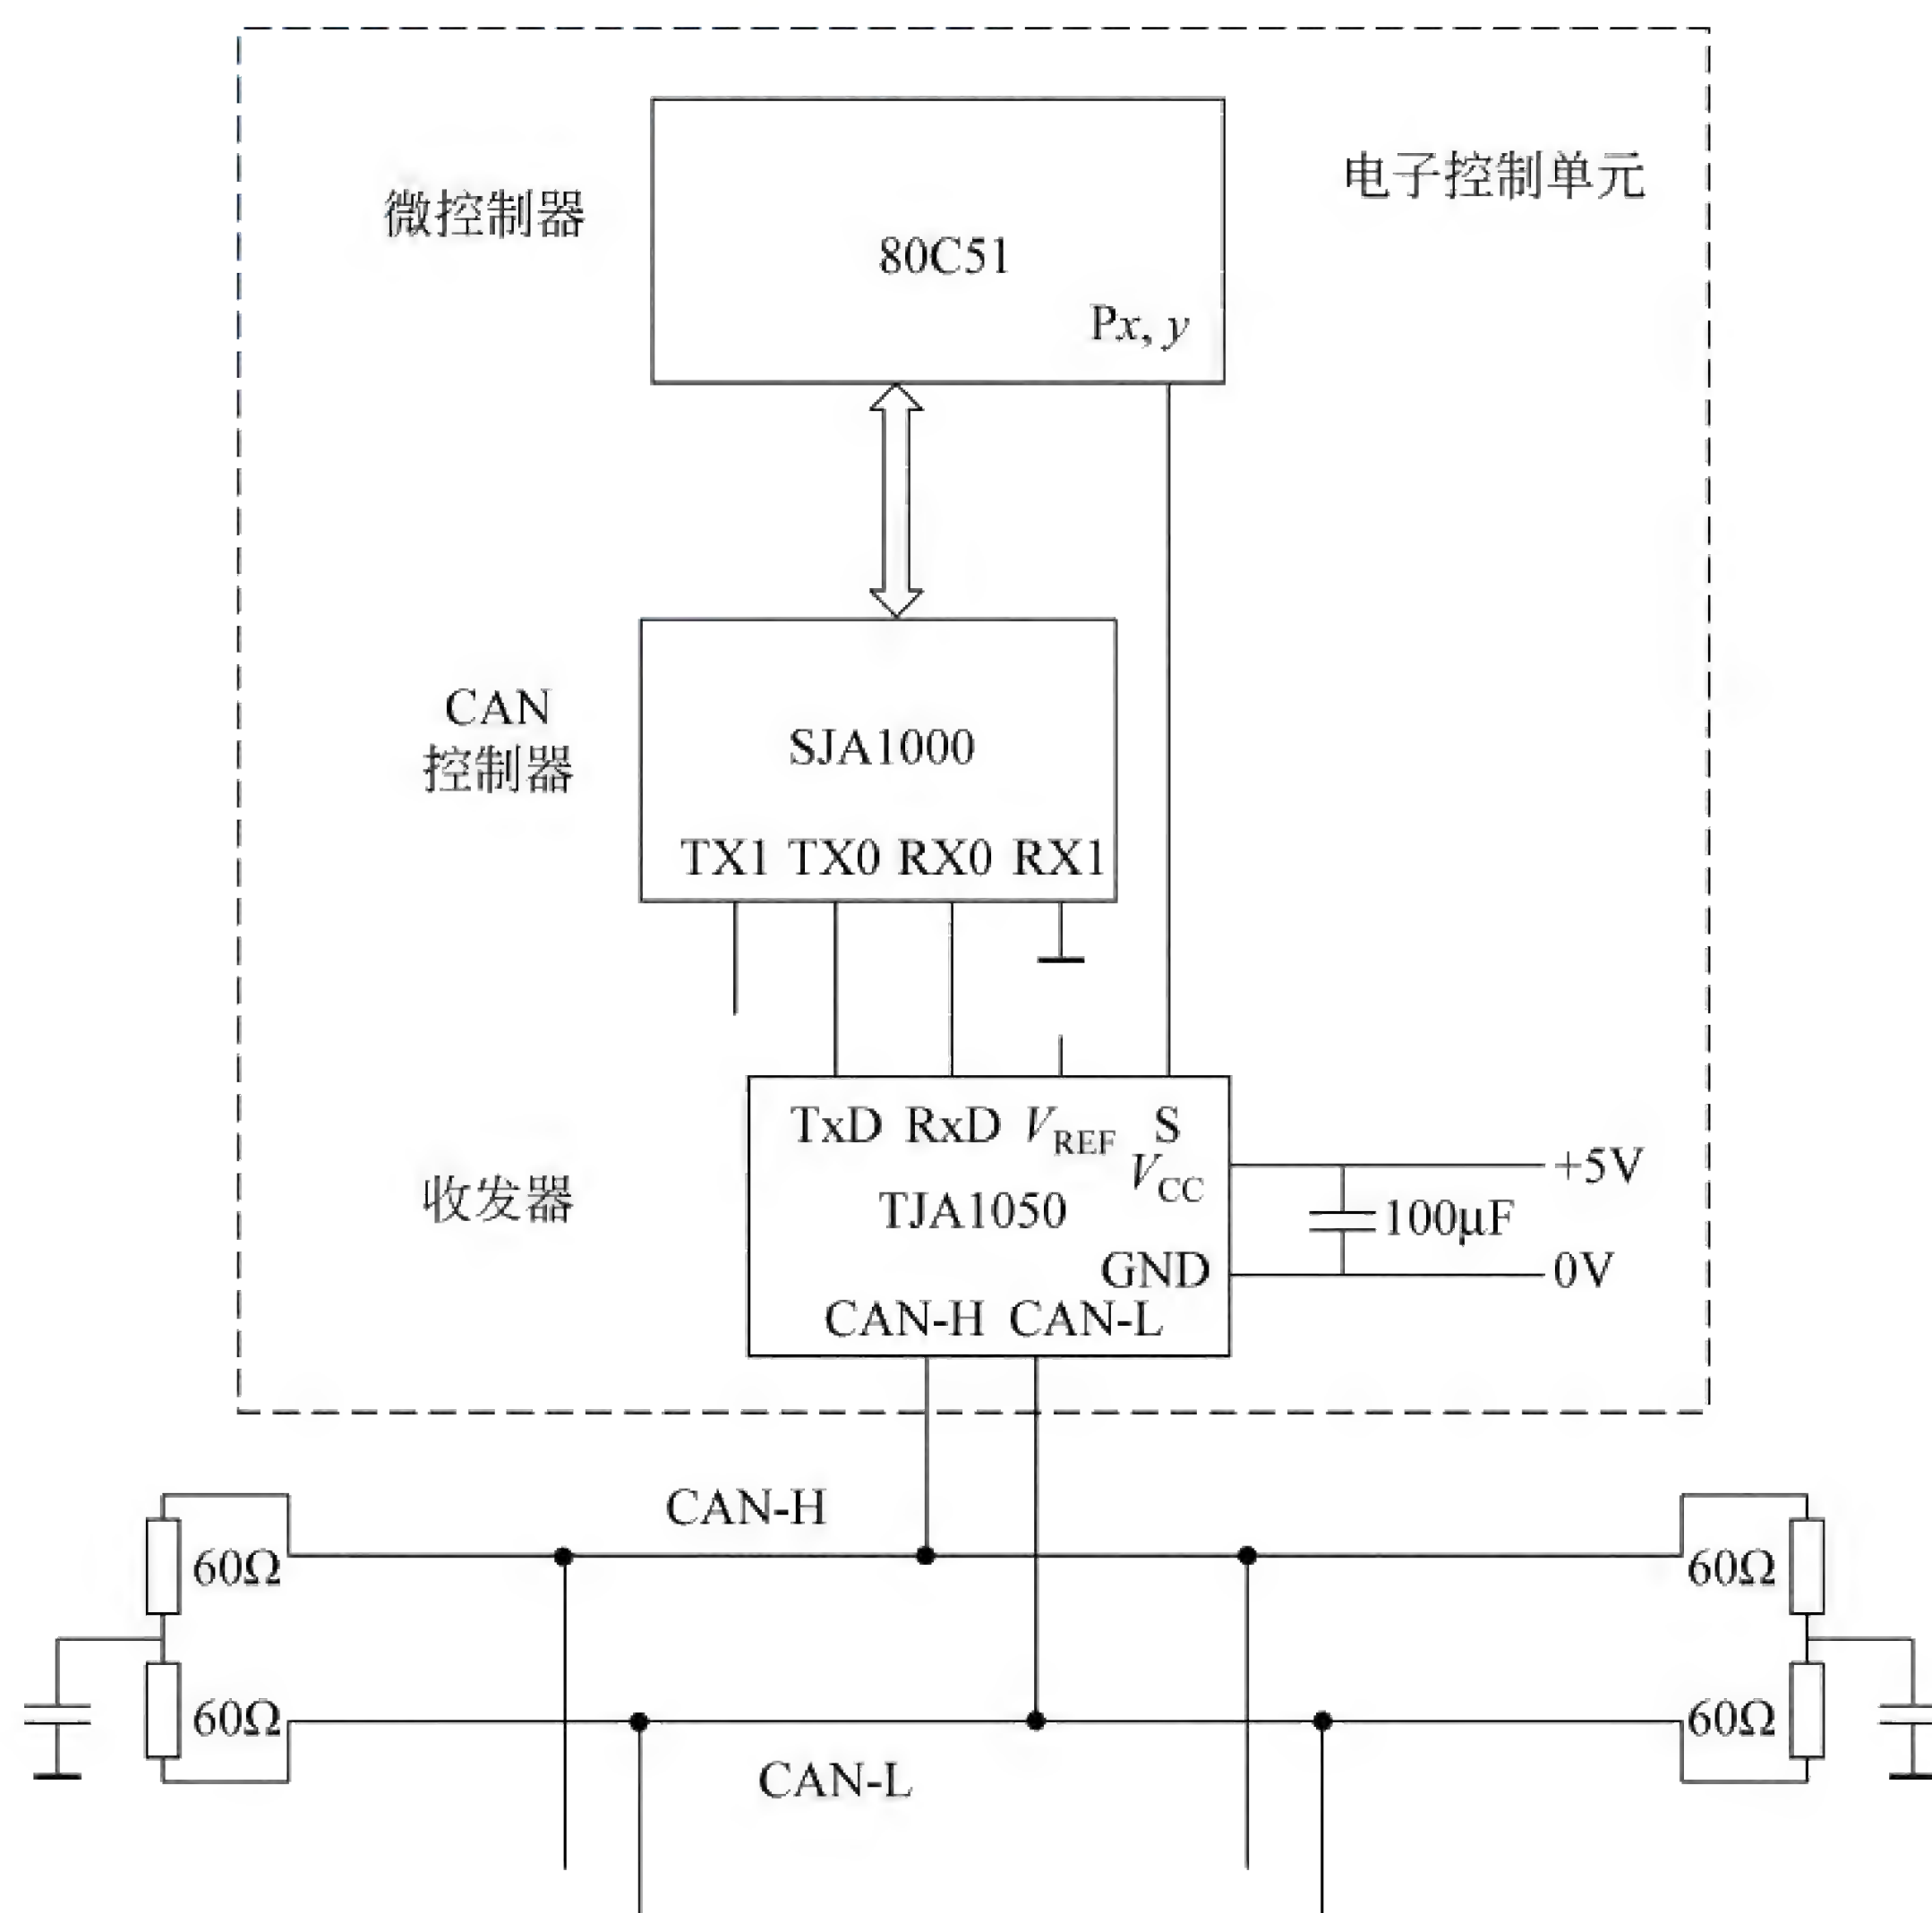 电子控制单元
微控制器
80C51
Px, y
CAN
控制器
SJA1000
TX1 TX0 RX0 RX1
TxD RxD VREF S
VCC
+5V
收发器
TJA1050
100μF
GND
0V
CAN-H CAN-L
CAN-H
60Ω
60Ω
60Ω
60Ω
CAN-L